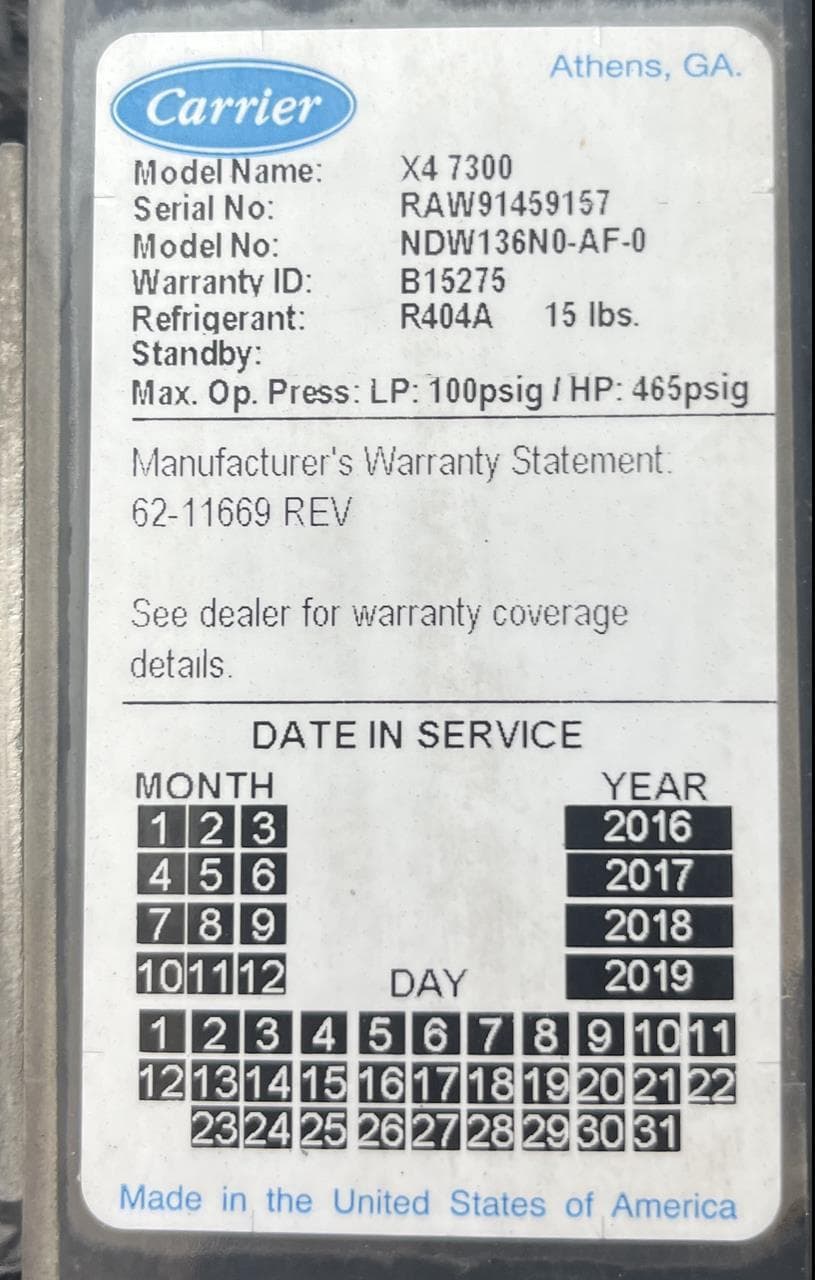 Athens, GA.
Carrier
Model Name: X4 7300
Serial No: RAW91459157
Model No: NDW136N0-AF-0
Warranty ID: B15275
Refrigerant: R404A 15 lbs.
Standby:
Max. Op. Press: LP: 100psig / HP: 465psig
Manufacturer's Warranty Statement:
62-11669 REV
See dealer for warranty coverage
details.
DATE IN SERVICE
MONTH YEAR
1 2 3 2016
4 5 6 2017
7 8 9 2018
10 11 12 DAY 2019
1 2 3 4 5 6 7 8 9 10 11
12 13 14 15 16 17 18 19 20 21 22
23 24 25 26 27 28 29 30 31
Made in the United States of America